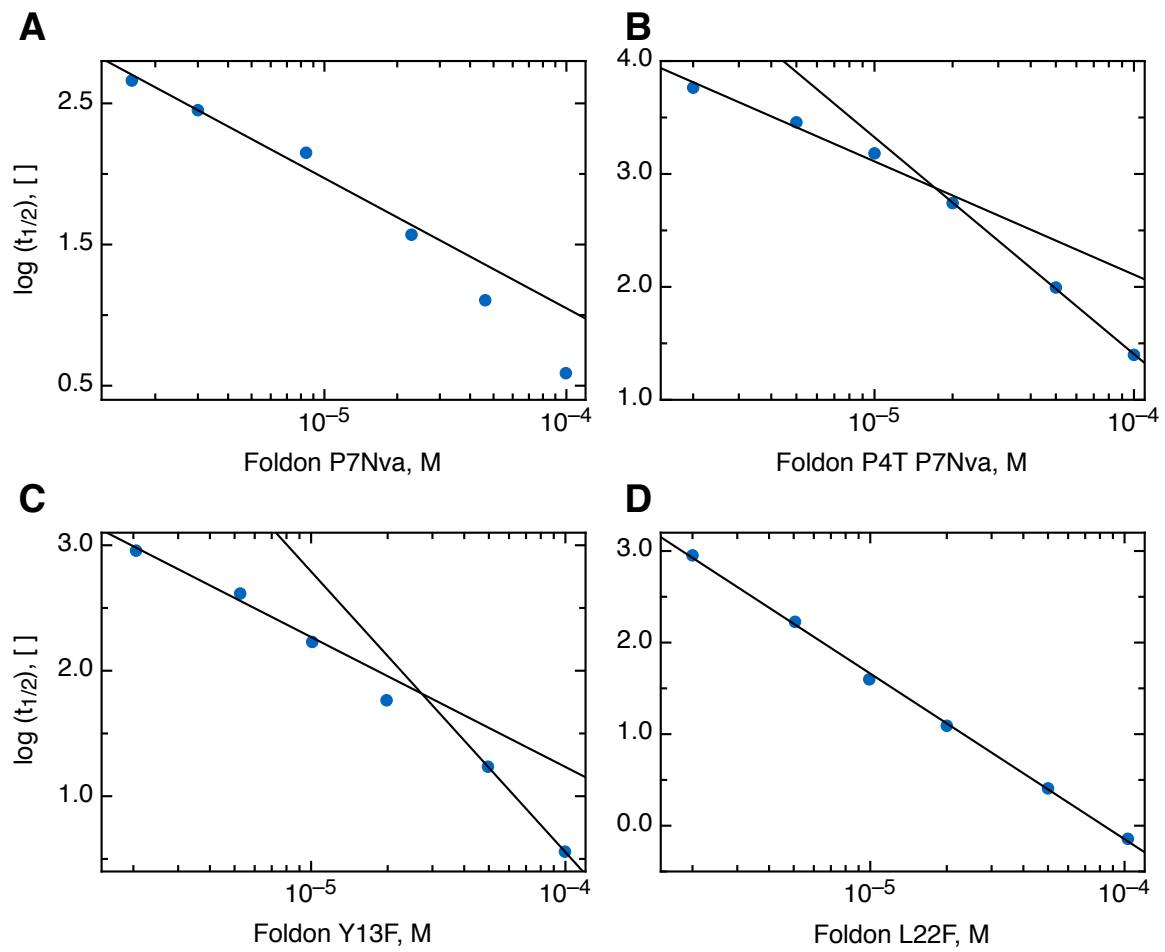 A
B
log (t1/2), [ ]
2.5
1.5
0.5
10⁻⁵
10⁻⁴
Foldon P7Nva, M
4.0
3.0
2.0
1.0
10⁻⁵
10⁻⁴
Foldon P4T P7Nva, M
C
D
log (t1/2), [ ]
3.0
2.0
1.0
10⁻⁵
10⁻⁴
Foldon Y13F, M
3.0
2.0
1.0
0.0
10⁻⁵
10⁻⁴
Foldon L22F, M